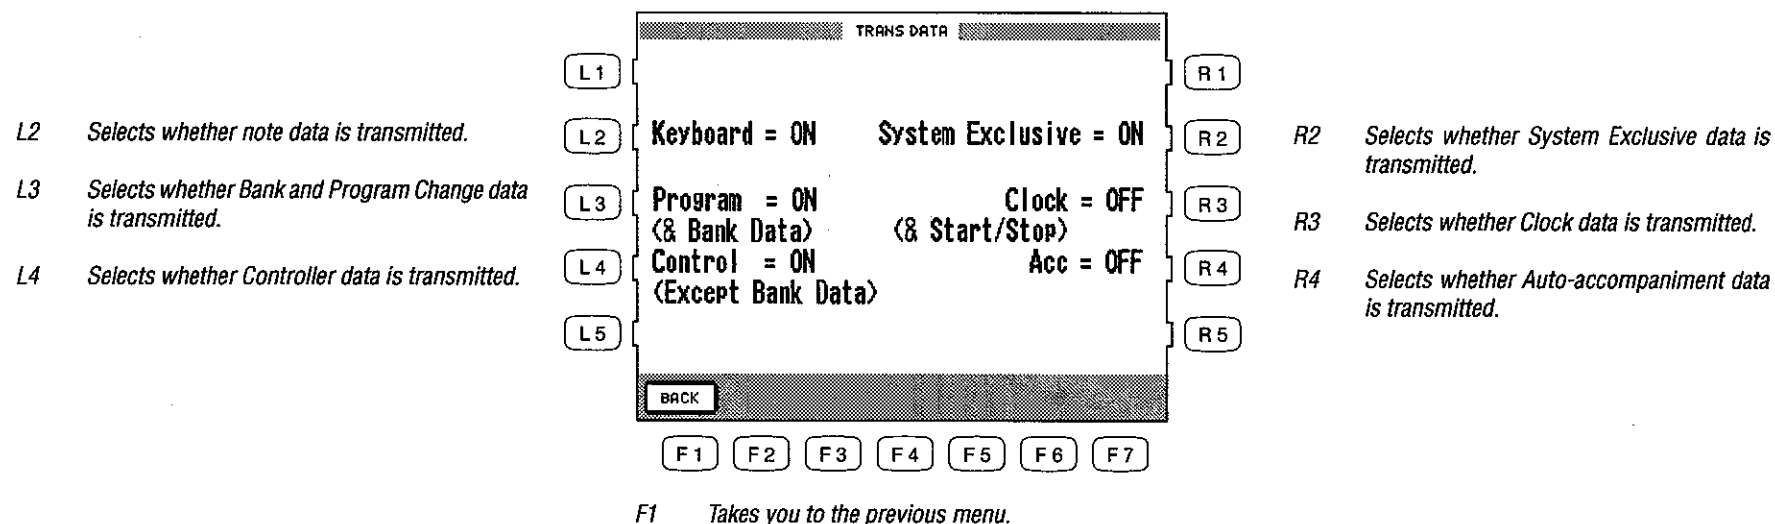 TRANS DATA
L1
R1
L2 Selects whether note data is transmitted.
L2
Keyboard = ON System Exclusive = ON
R2
R2 Selects whether System Exclusive data is
transmitted.
L3 Selects whether Bank and Program Change data
is transmitted.
L3
Program = ON Clock = OFF
(& Bank Data) (& Start/Stop)
R3
R3 Selects whether Clock data is transmitted.
L4 Selects whether Controller data is transmitted.
L4
Control = ON Acc = OFF
(Except Bank Data)
R4
R4 Selects whether Auto-accompaniment data
is transmitted.
L5
R5
BACK
F1 F2 F3 F4 F5 F6 F7
F1 Takes you to the previous menu.